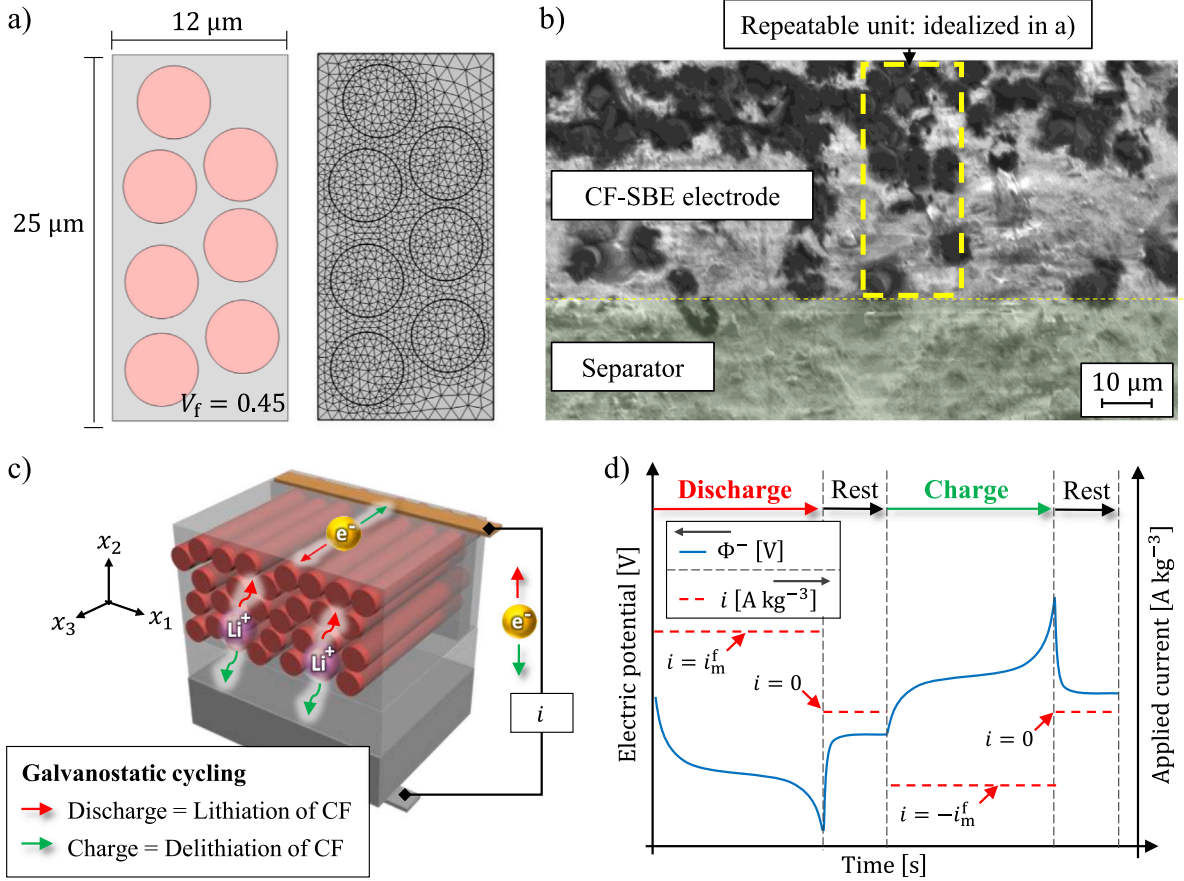 a)
12 μm
25 μm
V_f = 0.45
b)
Repeatable unit: idealized in a)
CF-SBE electrode
Separator
10 μm
c)
x_2
x_3
x_1
e⁻
Li⁺
Li⁺
e⁻
i
Galvanostatic cycling
Discharge = Lithiation of CF
Charge = Delithiation of CF
d)
Discharge
Rest
Charge
Rest
Φ⁻ [V]
i [A kg⁻³]
i = i_m^f
i = 0
i = 0
i = −i_m^f
Electric potential [V]
Applied current [A kg⁻³]
Time [s]